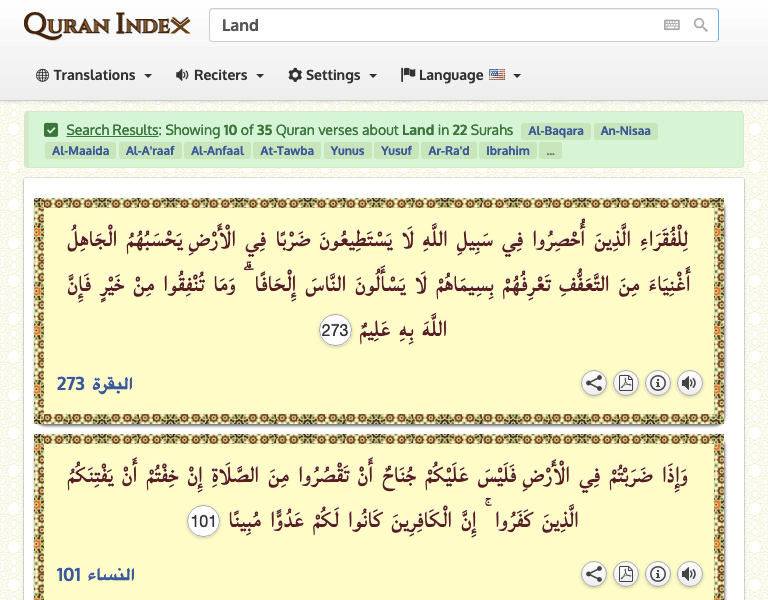 QURAN INDEX
Land
Translations Reciters Settings Language
Search Results: Showing 10 of 35 Quran verses about Land in 22 Surahs Al-Baqara An-Nisaa
Al-Maaida Al-A'raaf Al-Anfaal At-Tawba Yunus Yusuf Ar-Ra'd Ibrahim ...
لِلْفُقَرَاءِ الَّذِينَ أُحْصِرُوا فِي سَبِيلِ اللَّهِ لَا يَسْتَطِيعُونَ ضَرْبًا فِي الْأَرْضِ يَحْسَبُهُمُ الْجَاهِلُ
أَغْنِيَاءَ مِنَ التَّعَفُّفِ تَعْرِفُهُمْ بِسِيمَاهُمْ لَا يَسْأَلُونَ النَّاسَ إِلْحَافًا ۗ وَمَا تُنْفِقُوا مِنْ خَيْرٍ فَإِنَّ
اللَّهَ بِهِ عَلِيمٌ 273
البقرة 273
وَإِذَا ضَرَبْتُمْ فِي الْأَرْضِ فَلَيْسَ عَلَيْكُمْ جُنَاحٌ أَنْ تَقْصُرُوا مِنَ الصَّلَاةِ إِنْ خِفْتُمْ أَنْ يَفْتِنَكُمُ
الَّذِينَ كَفَرُوا ۚ إِنَّ الْكَافِرِينَ كَانُوا لَكُمْ عَدُوًّا مُبِينًا 101
النساء 101